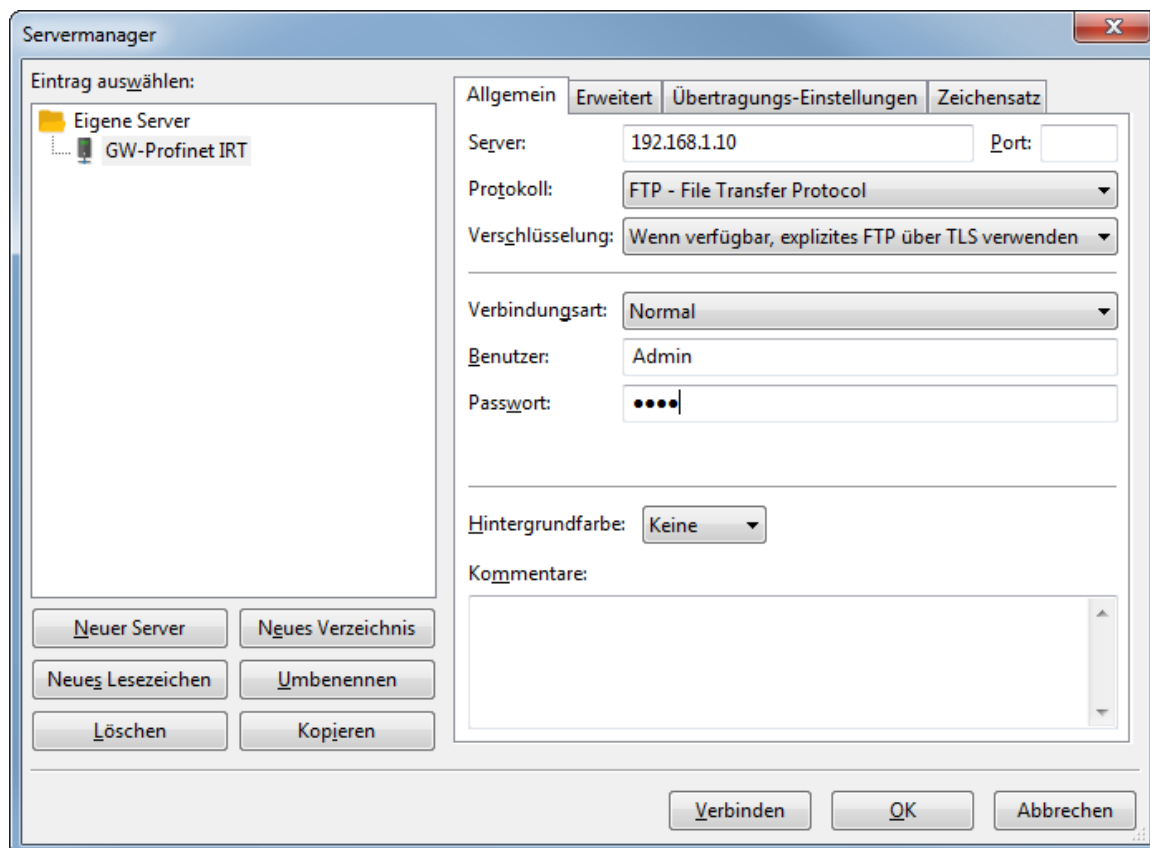 Servermanager
x
Eintrag auswählen:
Eigene Server
GW-Profinet IRT
Neuer Server
Neues Verzeichnis
Neues Lesezeichen
Umbenennen
Löschen
Kopieren
Allgemein
Erweitert
Übertragungs-Einstellungen
Zeichensatz
Server: 192.168.1.10 Port:
Protokoll: FTP - File Transfer Protocol
Verschlüsselung: Wenn verfügbar, explizites FTP über TLS verwenden
Verbindungsart: Normal
Benutzer: Admin
Passwort: ●●●●
Hintergrundfarbe: Keine
Kommentare:
Verbinden
OK
Abbrechen